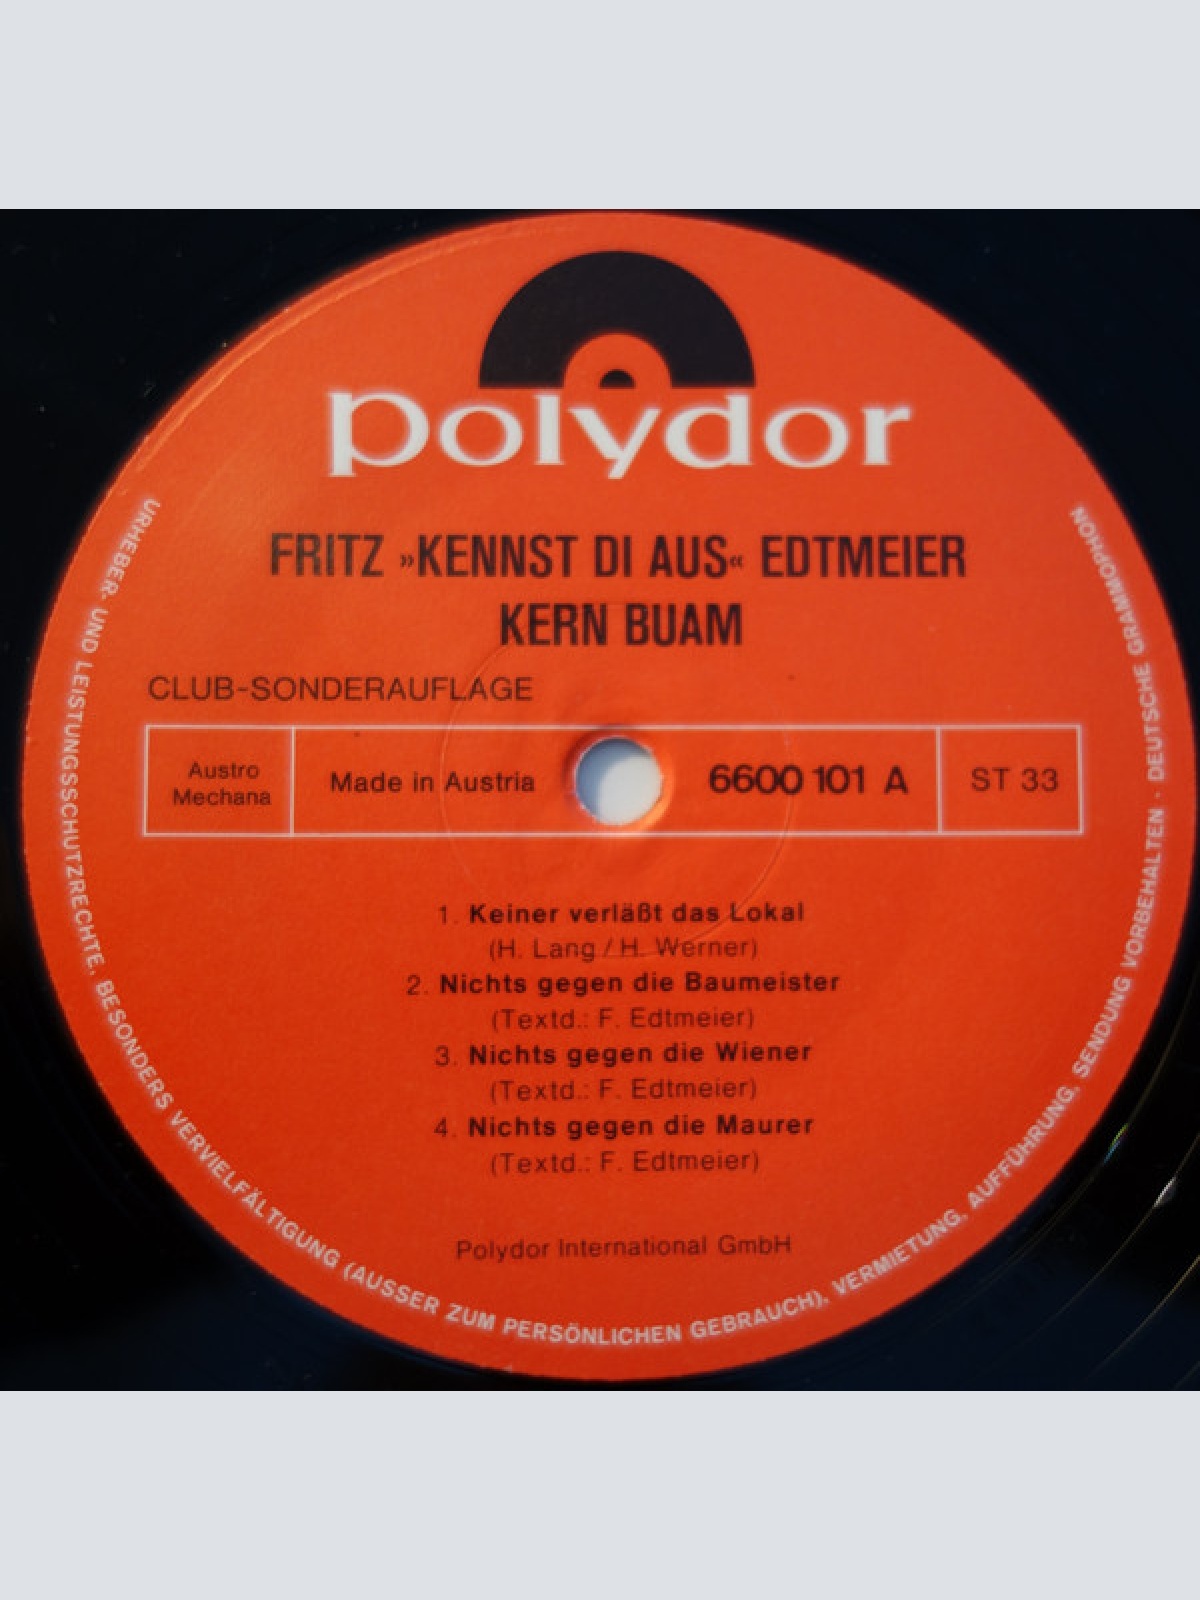 polydor
FRITZ »KENNST DI AUS« EDTMEIER
KERN BUAM
CLUB-SONDERAUFLAGE
Austro
Mechana
Made in Austria
6600 101 A
ST 33
1. Keiner verläßt das Lokal
(H. Lang / H. Werner)
2. Nichts gegen die Baumeister
(Textd.: F. Edtmeier)
3. Nichts gegen die Wiener
(Textd.: F. Edtmeier)
4. Nichts gegen die Maurer
(Textd.: F. Edtmeier)
Polydor International GmbH
URHEBER- UND LEISTUNGSSCHUTZRECHTE, BESONDERS VERVIELFÄLTIGUNG (AUSSER ZUM PERSÖNLICHEN GEBRAUCH), VERMIETUNG, AUFFÜHRUNG, SENDUNG VORBEHALTEN · DEUTSCHE GRAMMOPHON